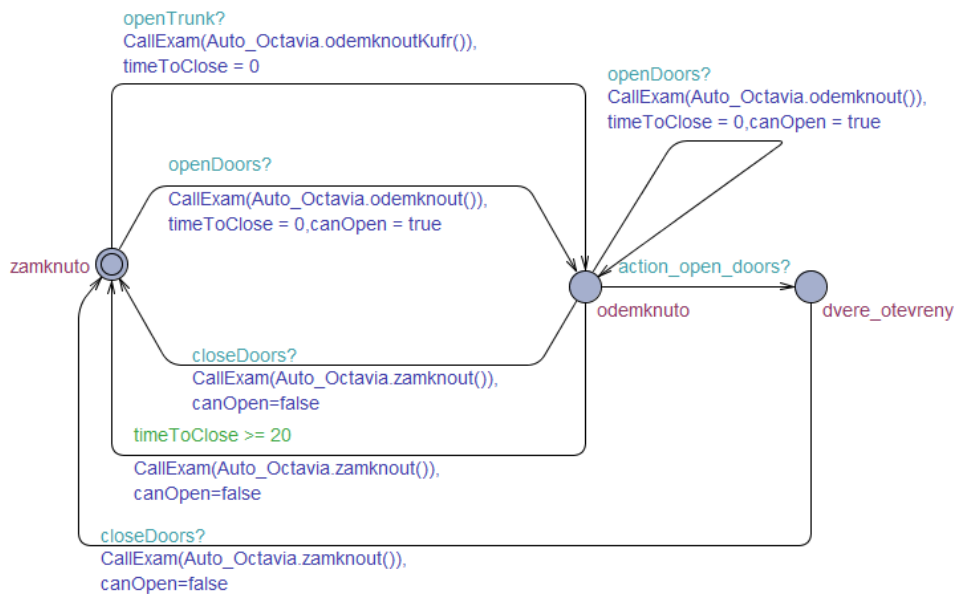 openTrunk?
CallExam(Auto_Octavia.odemknoutKufr()),
timeToClose = 0
openDoors?
CallExam(Auto_Octavia.odemknout()),
timeToClose = 0,canOpen = true
openDoors?
CallExam(Auto_Octavia.odemknout()),
timeToClose = 0,canOpen = true
zamknuto
action_open_doors?
odemknuto
dvere_otevreny
closeDoors?
CallExam(Auto_Octavia.zamknout()),
canOpen=false
timeToClose >= 20
CallExam(Auto_Octavia.zamknout()),
canOpen=false
closeDoors?
CallExam(Auto_Octavia.zamknout()),
canOpen=false